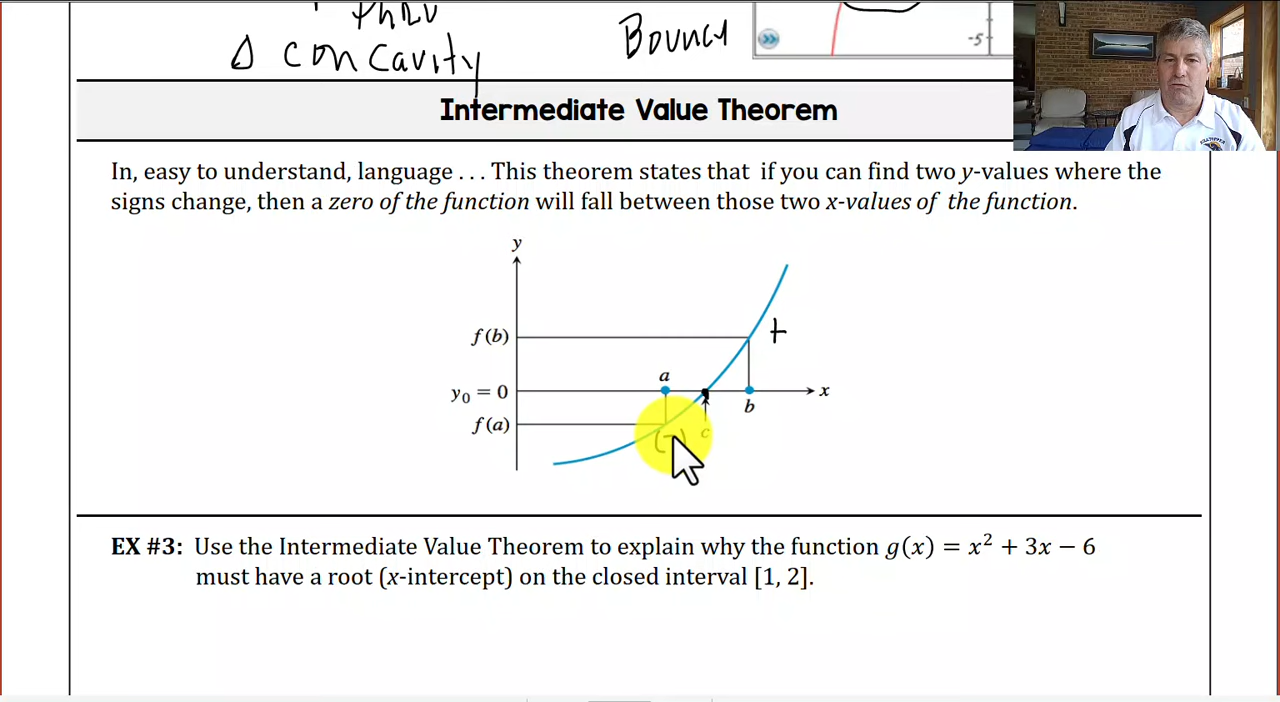 thru
Δ concavity
Bounce
-5
Intermediate Value Theorem
In, easy to understand, language . . . This theorem states that if you can find two y-values where the
signs change, then a zero of the function will fall between those two x-values of the function.
y
f(b)
+
a
y₀ = 0
x
b
f(a)
(-)
c
EX #3: Use the Intermediate Value Theorem to explain why the function g(x) = x² + 3x − 6
must have a root (x-intercept) on the closed interval [1, 2].